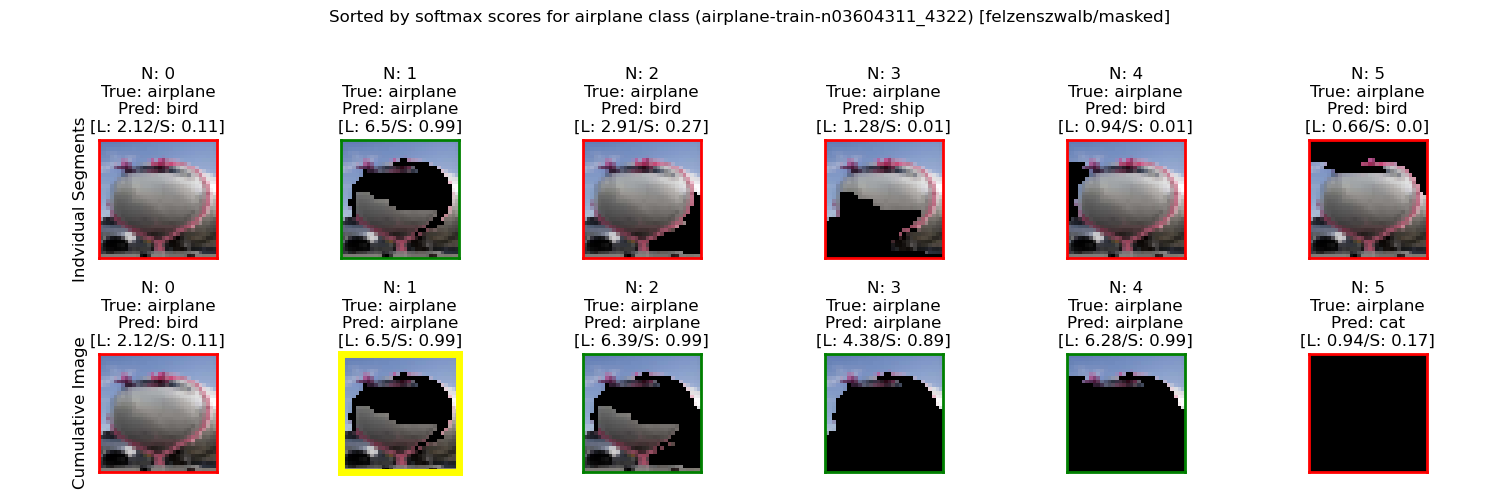 Sorted by softmax scores for airplane class (airplane-train-n03604311_4322) [felzenszwalb/masked]
Indvidual Segments
N: 0
True: airplane
Pred: bird
[L: 2.12/S: 0.11]
N: 1
True: airplane
Pred: airplane
[L: 6.5/S: 0.99]
N: 2
True: airplane
Pred: bird
[L: 2.91/S: 0.27]
N: 3
True: airplane
Pred: ship
[L: 1.28/S: 0.01]
N: 4
True: airplane
Pred: bird
[L: 0.94/S: 0.01]
N: 5
True: airplane
Pred: bird
[L: 0.66/S: 0.0]
Cumulative Image
N: 0
True: airplane
Pred: bird
[L: 2.12/S: 0.11]
N: 1
True: airplane
Pred: airplane
[L: 6.5/S: 0.99]
N: 2
True: airplane
Pred: airplane
[L: 6.39/S: 0.99]
N: 3
True: airplane
Pred: airplane
[L: 4.38/S: 0.89]
N: 4
True: airplane
Pred: airplane
[L: 6.28/S: 0.99]
N: 5
True: airplane
Pred: cat
[L: 0.94/S: 0.17]